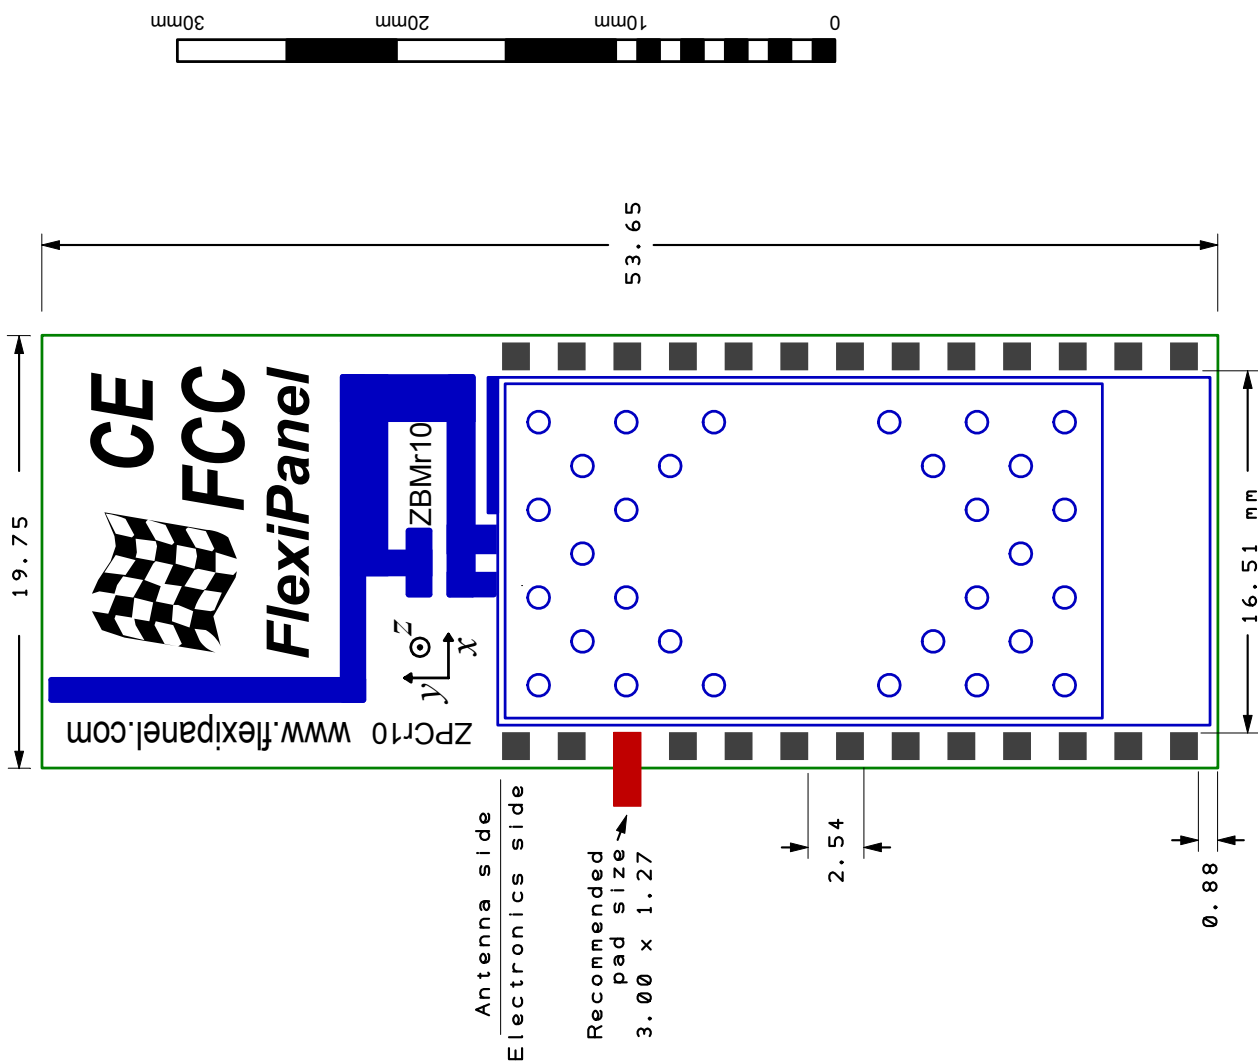 30mm 20mm 10mm 0
53.65
19.75
CE
FCC
FlexiPanel
ZBMr10
z
y
x
www.flexipanel.com
ZPCr10
16.51 mm
Antenna side
Electronics side
Recommended
pad size
3.00 x 1.27
2.54
0.88